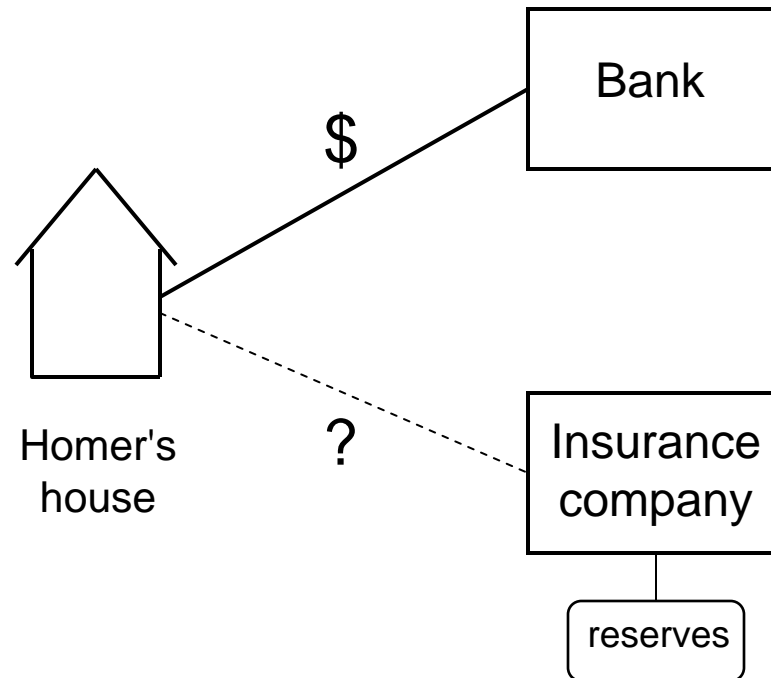 Bank
$
Homer's
house
?
Insurance
company
reserves